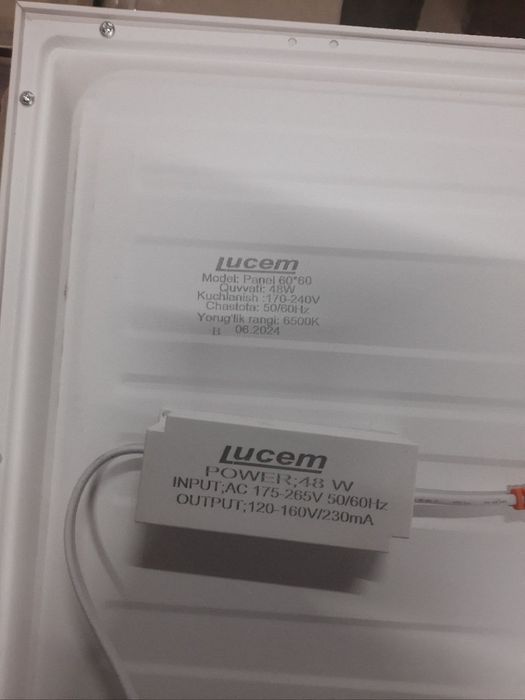 Lucem
Model: Panel 60*60
Quvvati: 48W
Kuchlanish :170-240V
Chastota: 50/60Hz
Yorug'lik rangi: 6500K
B 06.2024
Lucem
POWER;48 W
INPUT;AC 175-265V 50/60Hz
OUTPUT;120-160V/230mA